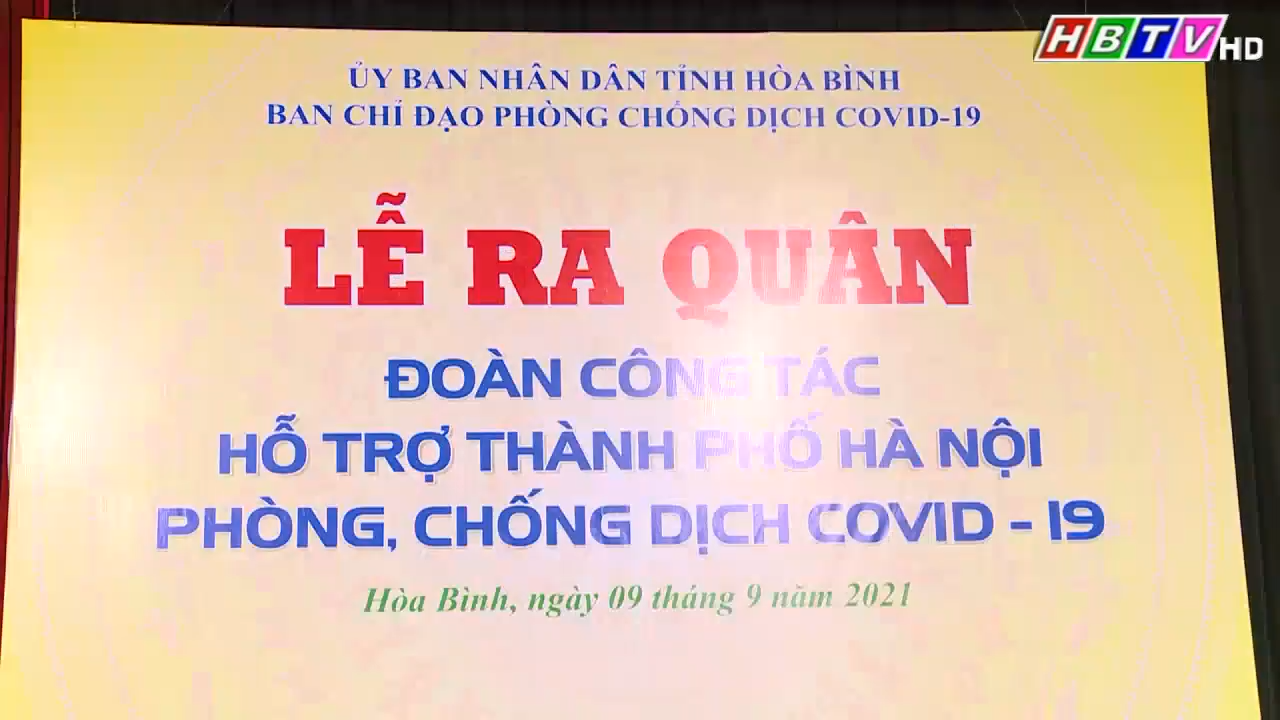 HBTV HD
ỦY BAN NHÂN DÂN TỈNH HÒA BÌNH
BAN CHỈ ĐẠO PHÒNG CHỐNG DỊCH COVID-19
LỄ RA QUÂN
ĐOÀN CÔNG TÁC
HỖ TRỢ THÀNH PHỐ HÀ NỘI
PHÒNG, CHỐNG DỊCH COVID - 19
Hòa Bình, ngày 09 tháng 9 năm 2021